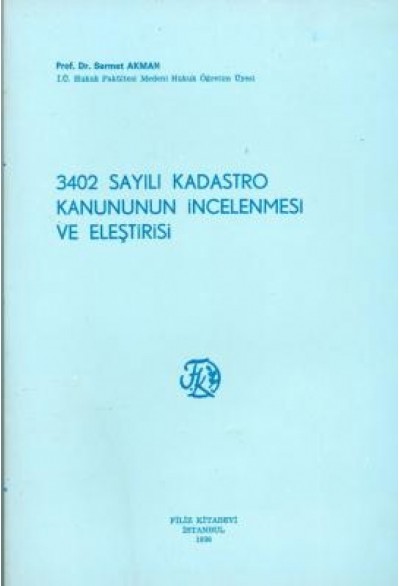 Prof. Dr. Sermet AKMAN
İ.Ü. Hukuk Fakültesi Medeni Hukuk Öğretim Üyesi
3402 SAYILI KADASTRO
KANUNUNUN İNCELENMESİ
VE ELEŞTİRİSİ
FK
FİLİZ KİTABEVİ
İSTANBUL